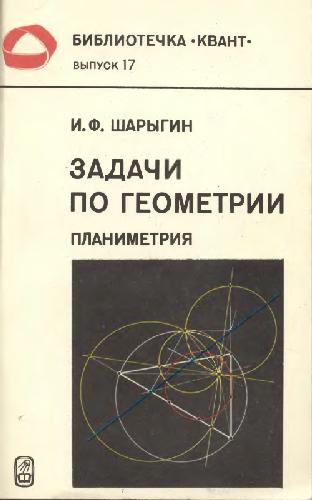 БИБЛИОТЕЧКА «КВАНТ»
ВЫПУСК 17
И.Ф. ШАРЫГИН
ЗАДАЧИ
ПО ГЕОМЕТРИИ
ПЛАНИМЕТРИЯ